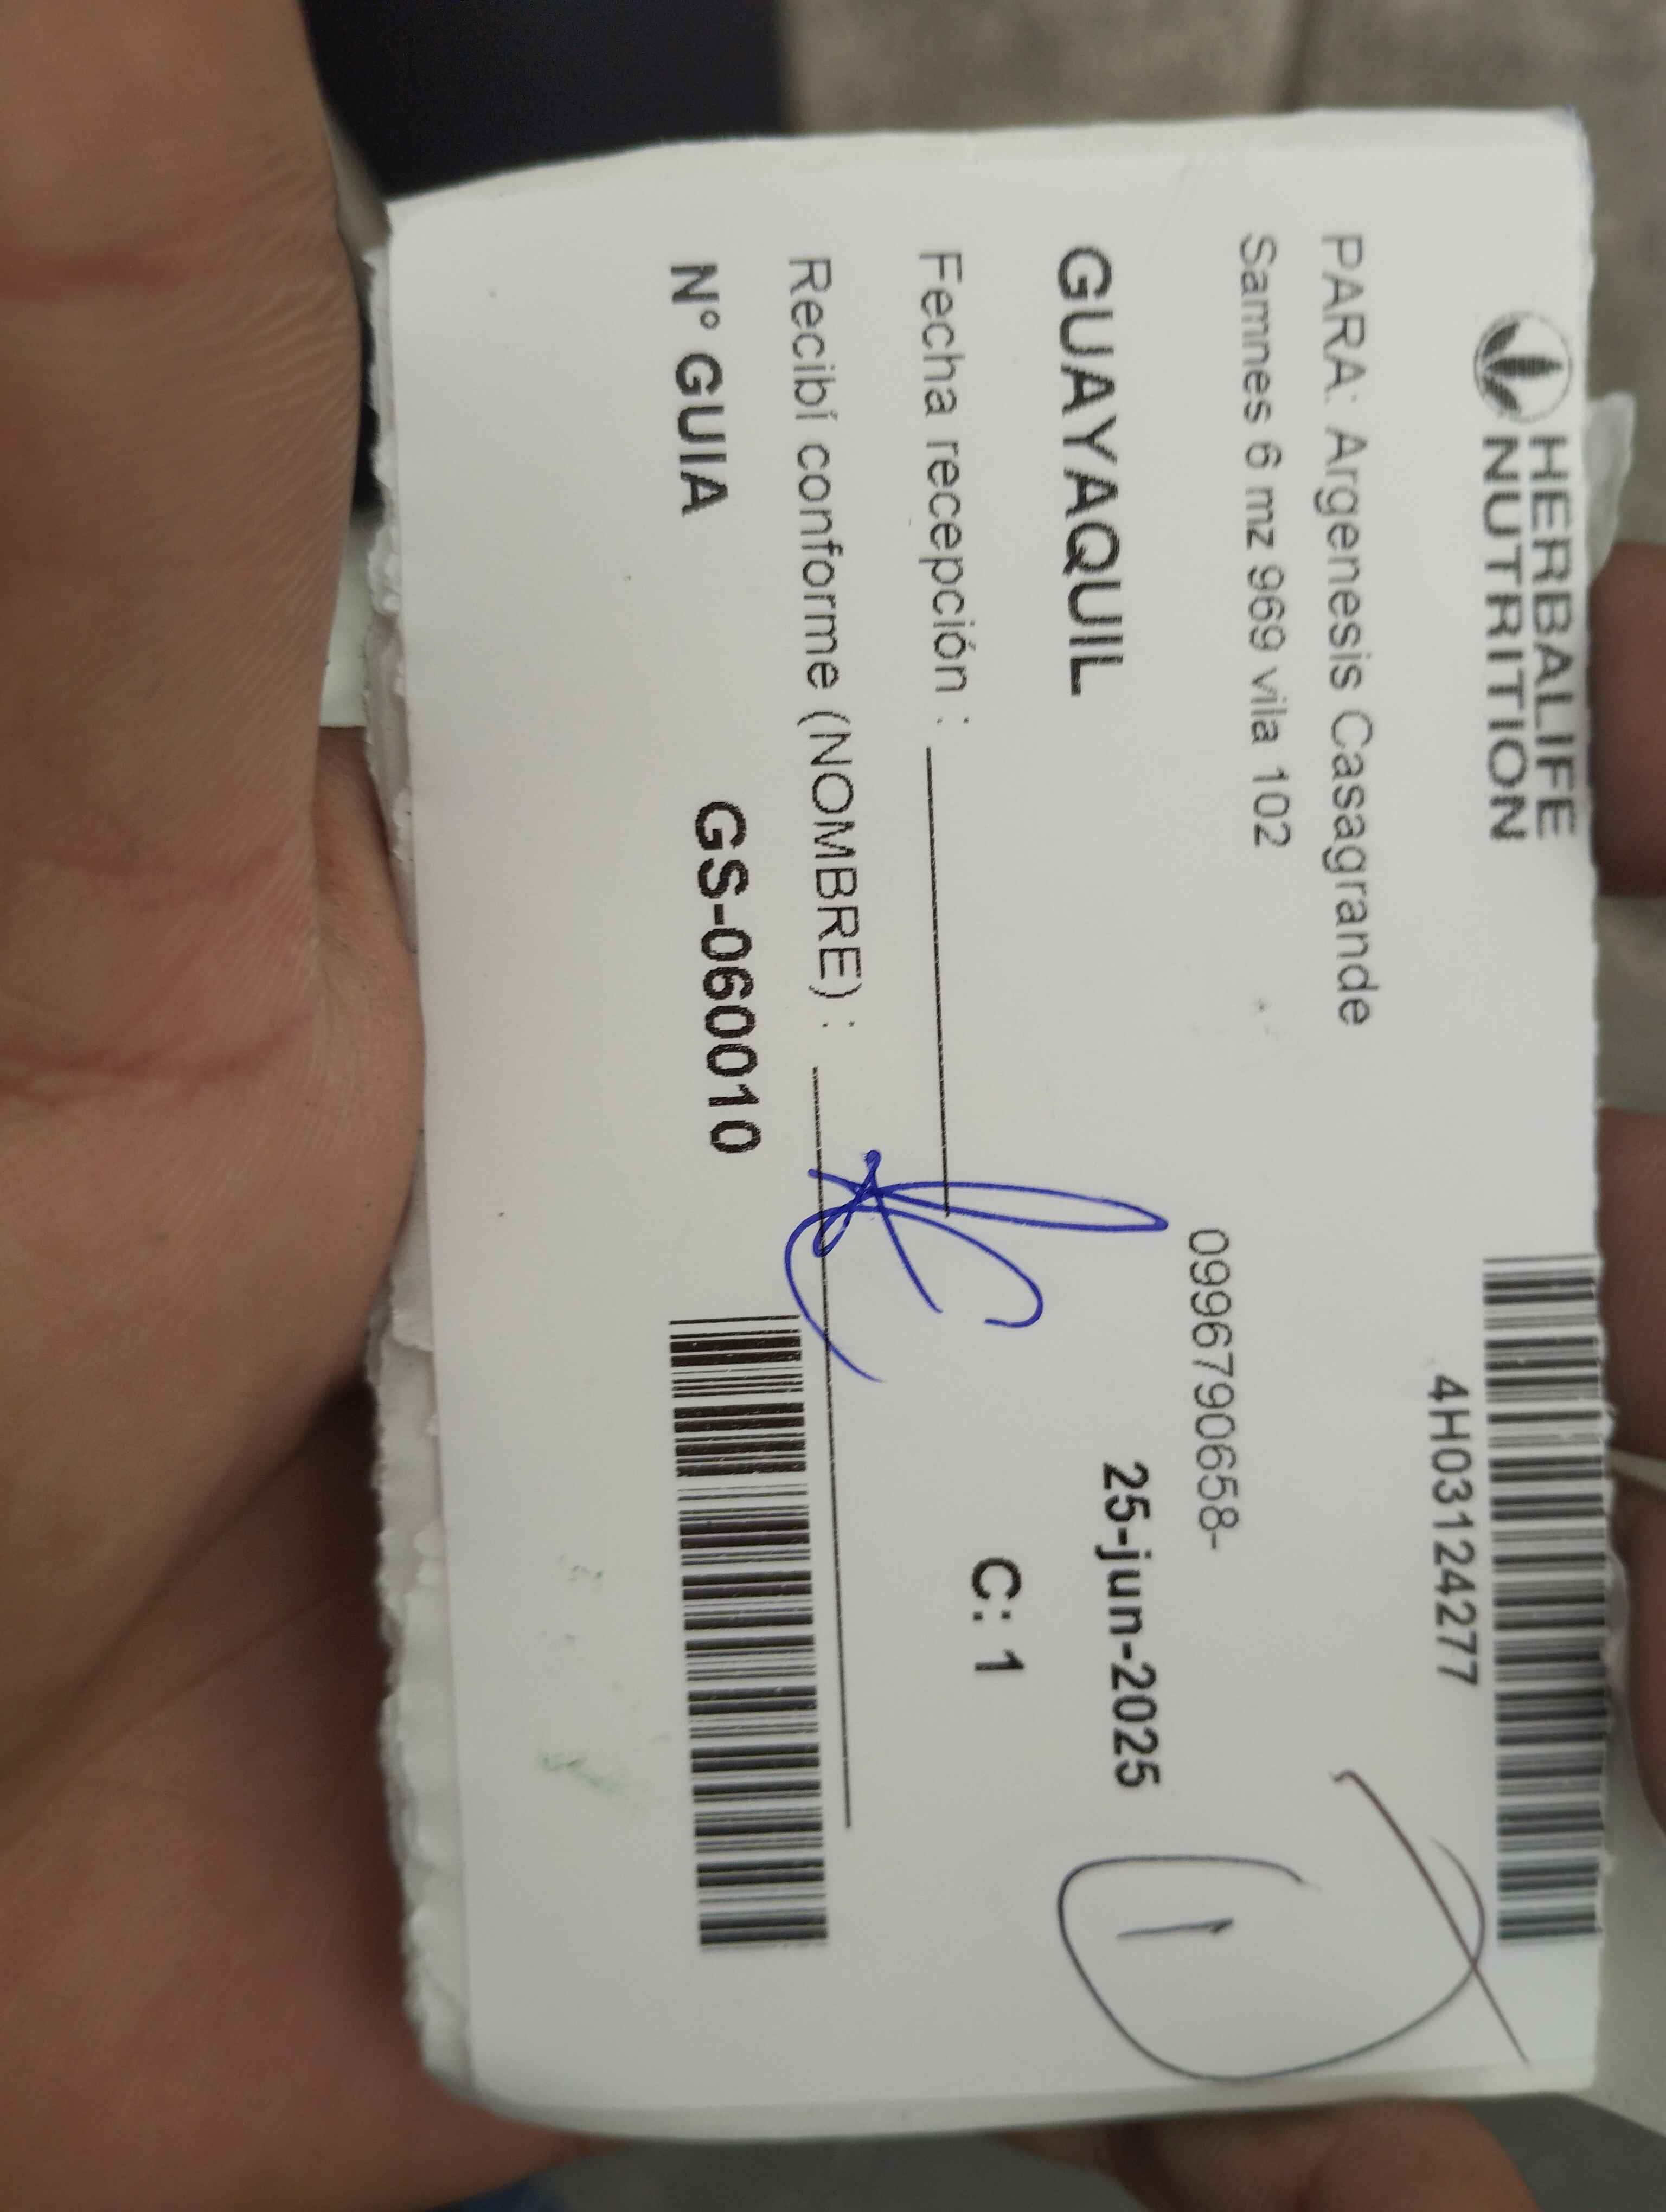 HERBALIFE
NUTRITION
4H03124277
PARA: Argenesis Casagrande
Samnes 6 mz 969 vila 102
0996790658-
GUAYAQUIL
25-jun-2025
1
Fecha recepción :
C: 1
Recibí conforme (NOMBRE) :
N° GUIA
GS-060010